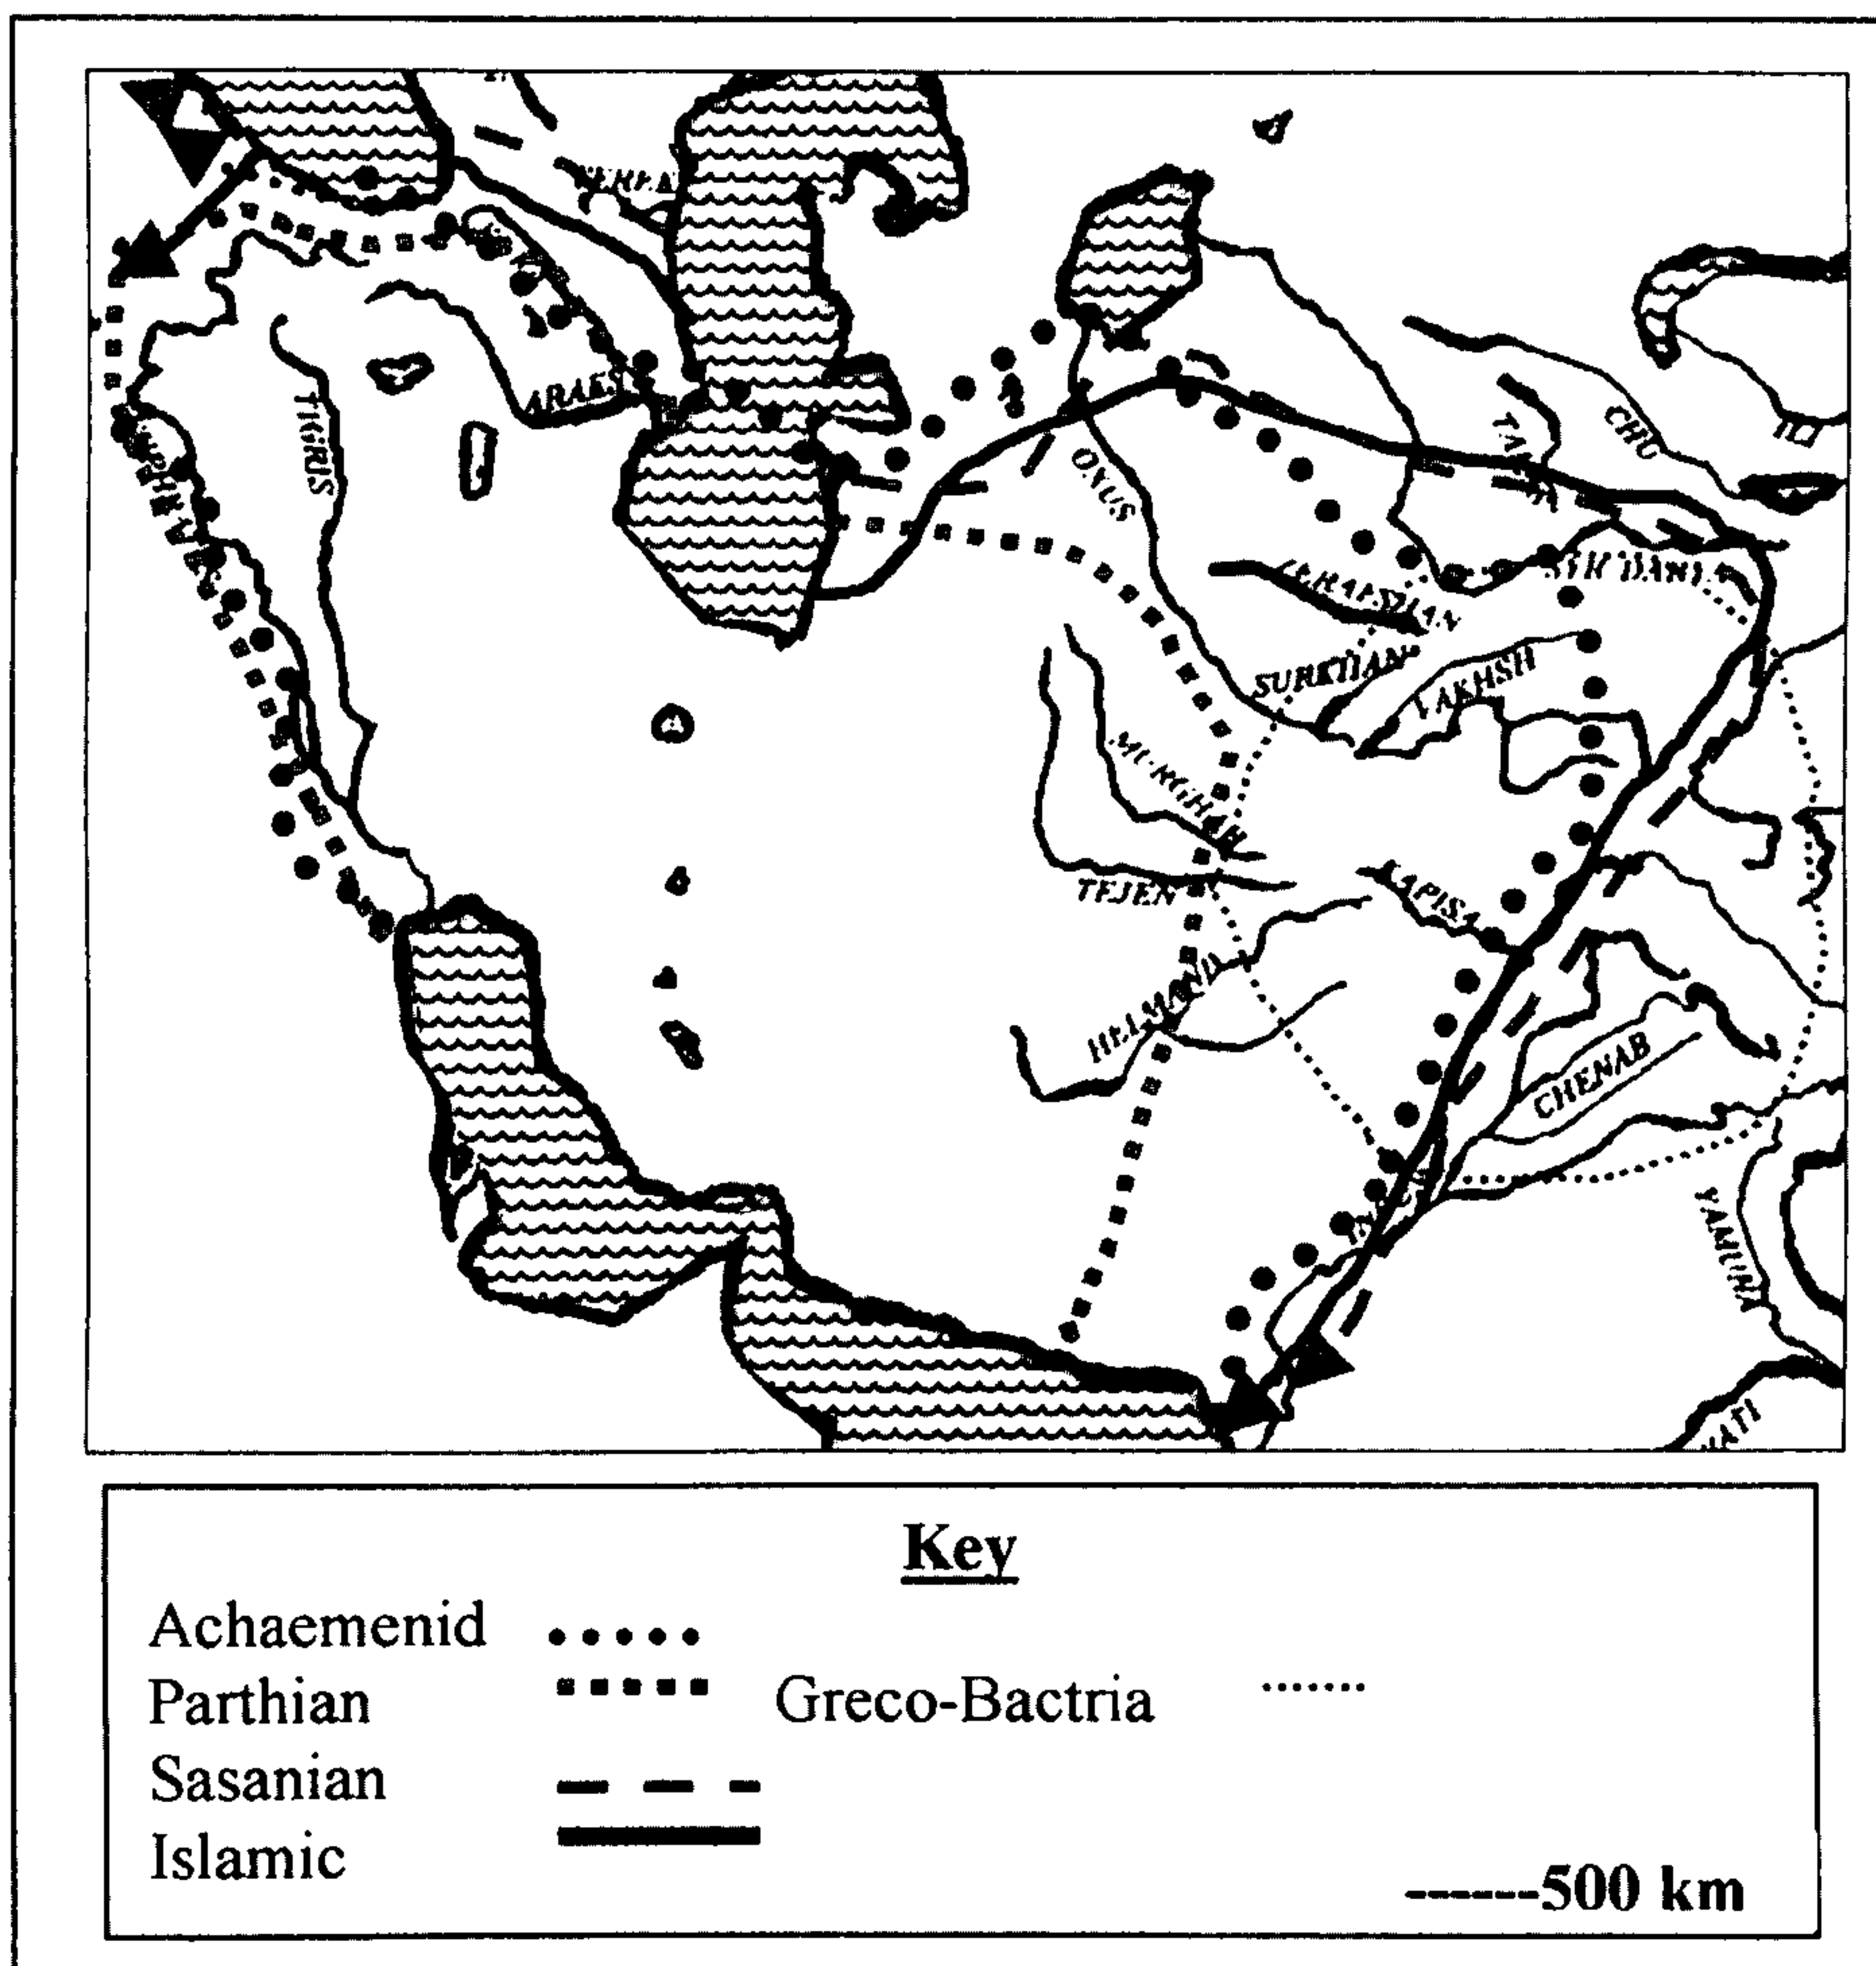 ARAKS
TIGRIS
OXUS
CHU
SURKHAN
VAKHSH
MURGHAB
TEJEN
KAPISA
HELMAND
CHENAB
YAMUNA
Key
Achaemenid
Parthian Greco-Bactria
Sasanian
Islamic
-------500 km